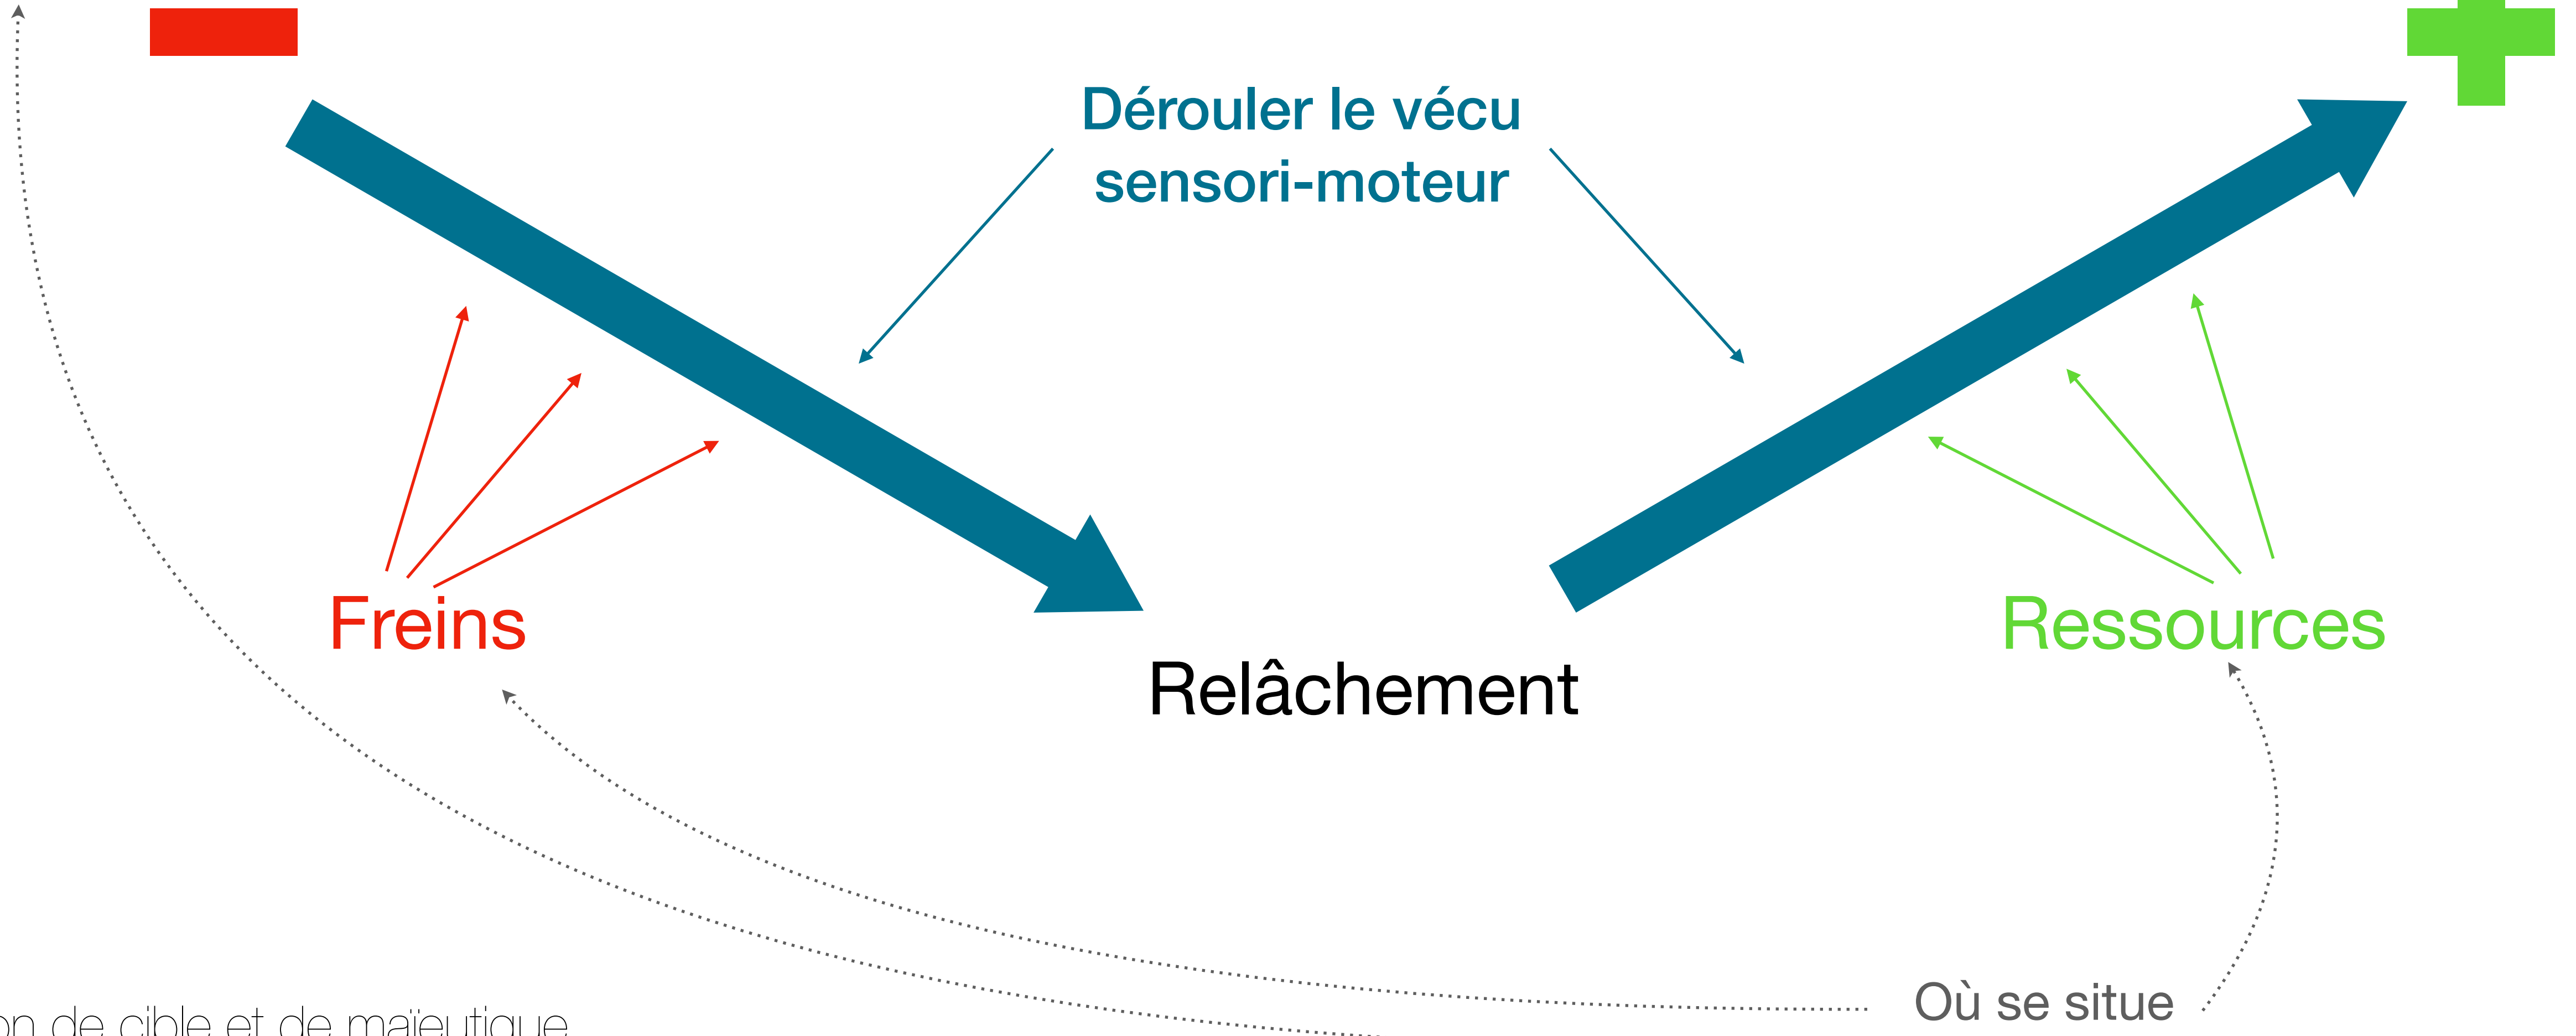 Dérouler le vécu
sensori-moteur
Freins
Ressources
Relâchement
Où se situe
de cible et de maïeutique